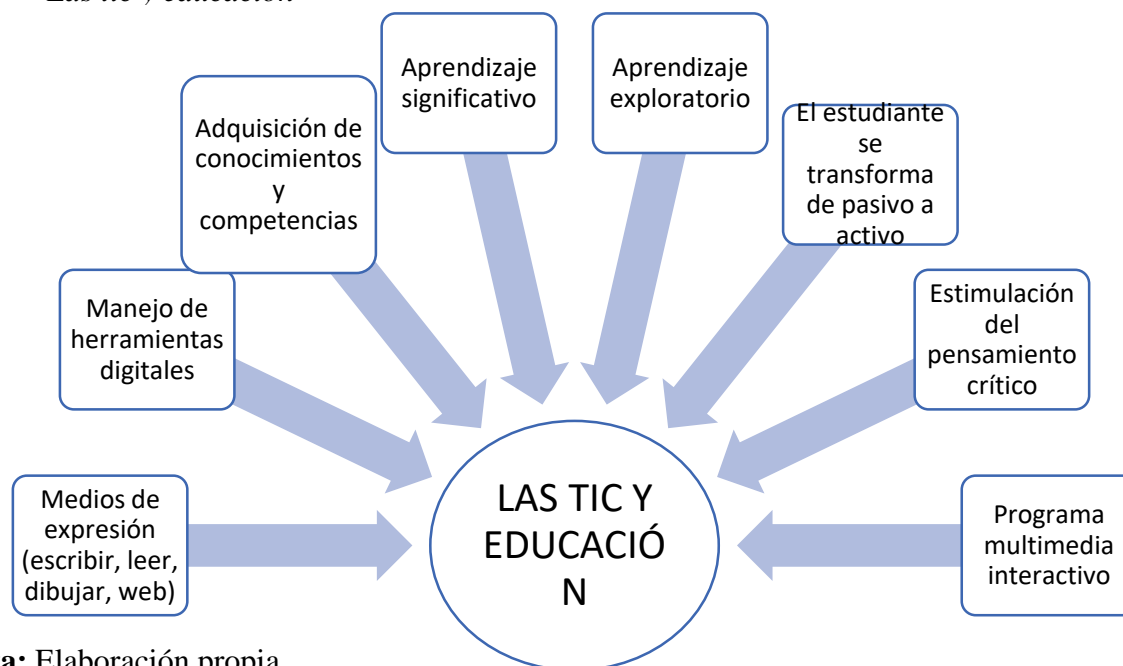 Las tic y educación
Aprendizaje
significativo
Aprendizaje
exploratorio
Adquisición de
conocimientos
y
competencias
El estudiante
se
transforma
de pasivo a
activo
Manejo de
herramientas
digitales
Estimulación
del
pensamiento
crítico
Medios de
expresión
(escribir, leer,
dibujar, web)
LAS TIC Y
EDUCACIÓ
N
Programa
multimedia
interactivo
a: Elaboración propia